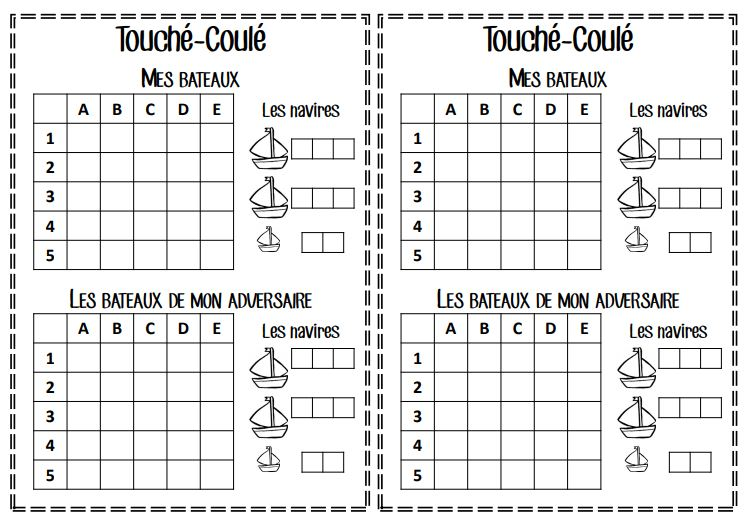 Touché-Coulé
MES BATEAUX
A B C D E
Les navires
1
2
3
4
5
LES BATEAUX DE MON ADVERSAIRE
A B C D E
Les navires
1
2
3
4
5
Touché-Coulé
MES BATEAUX
A B C D E
Les navires
1
2
3
4
5
LES BATEAUX DE MON ADVERSAIRE
A B C D E
Les navires
1
2
3
4
5